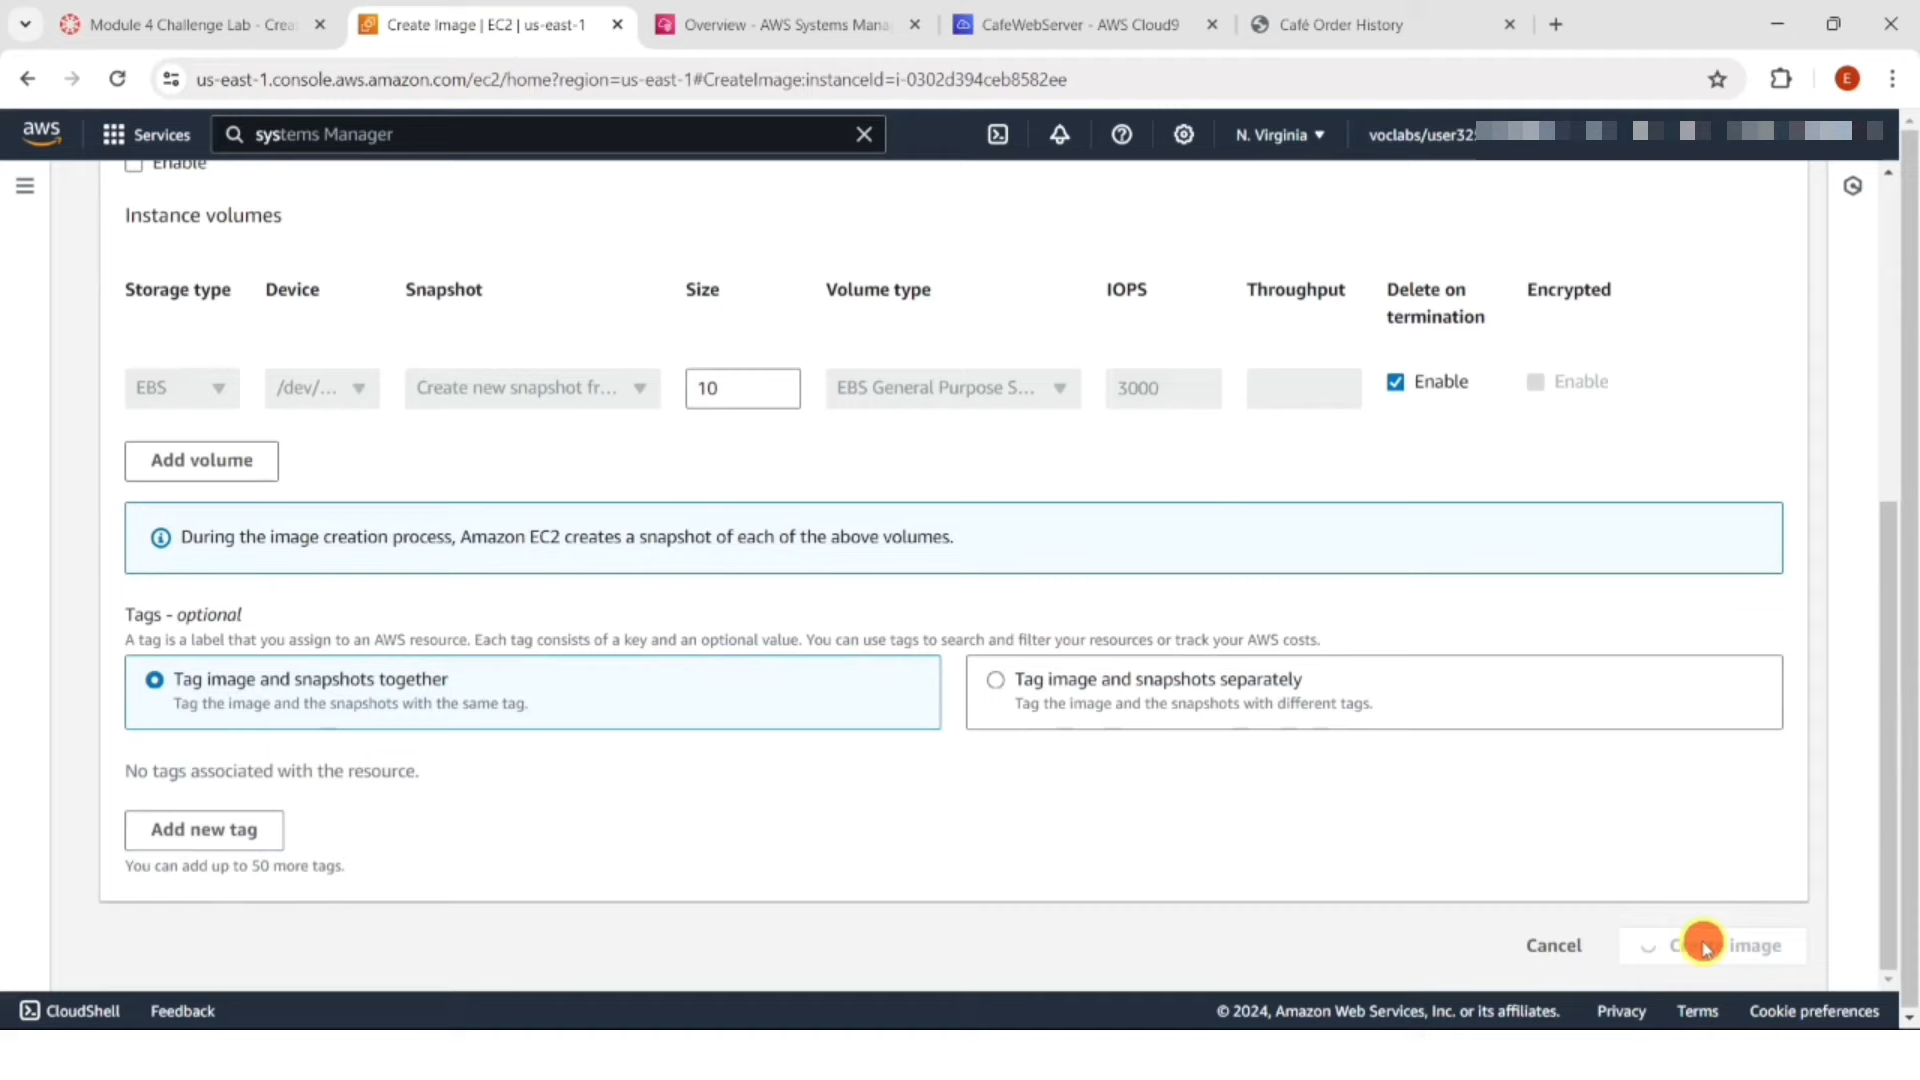 Module 4 Challenge Lab - Crea
Create Image | EC2 | us-east-1
Overview - AWS Systems Mana
CafeWebServer - AWS Cloud9
Café Order History
us-east-1.console.aws.amazon.com/ec2/home?region=us-east-1#CreateImage:instanceId=i-0302d394ceb8582ee
E
aws
Services
systems Manager
N. Virginia
voclabs/user32
Enable
Instance volumes
Storage type
Device
Snapshot
Size
Volume type
IOPS
Throughput
Delete on termination
Encrypted
EBS
/dev/...
Create new snapshot fr...
10
EBS General Purpose S...
3000
Enable
Enable
Add volume
During the image creation process, Amazon EC2 creates a snapshot of each of the above volumes.
Tags - optional
A tag is a label that you assign to an AWS resource. Each tag consists of a key and an optional value. You can use tags to search and filter your resources or track your AWS costs.
Tag image and snapshots together
Tag the image and the snapshots with the same tag.
Tag image and snapshots separately
Tag the image and the snapshots with different tags.
No tags associated with the resource.
Add new tag
You can add up to 50 more tags.
Cancel
image
CloudShell
Feedback
© 2024, Amazon Web Services, Inc. or its affiliates.
Privacy
Terms
Cookie preferences